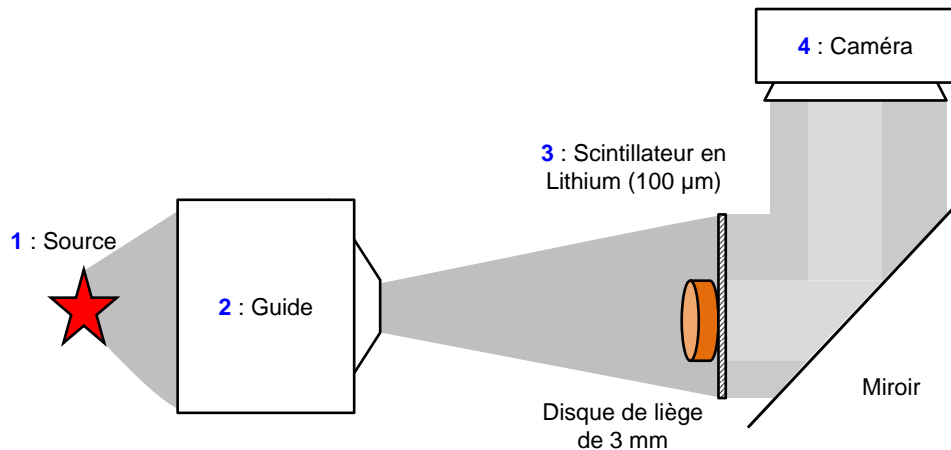 4 : Caméra
3 : Scintillateur en
Lithium (100 µm)
1 : Source
2 : Guide
Miroir
Disque de liège
de 3 mm